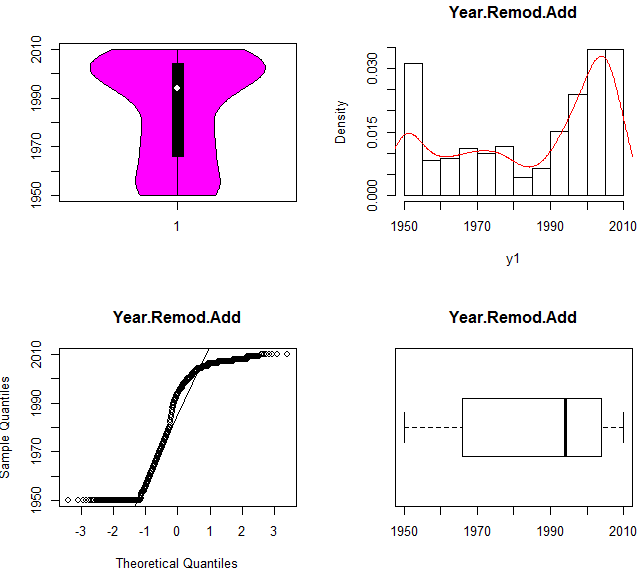 1950 1970 1990 2010
1
Year.Remod.Add
Density
0.000 0.015 0.030
1950 1970 1990 2010
y1
Year.Remod.Add
Sample Quantiles
1950 1970 1990 2010
-3 -2 -1 0 1 2 3
Theoretical Quantiles
Year.Remod.Add
1950 1970 1990 2010